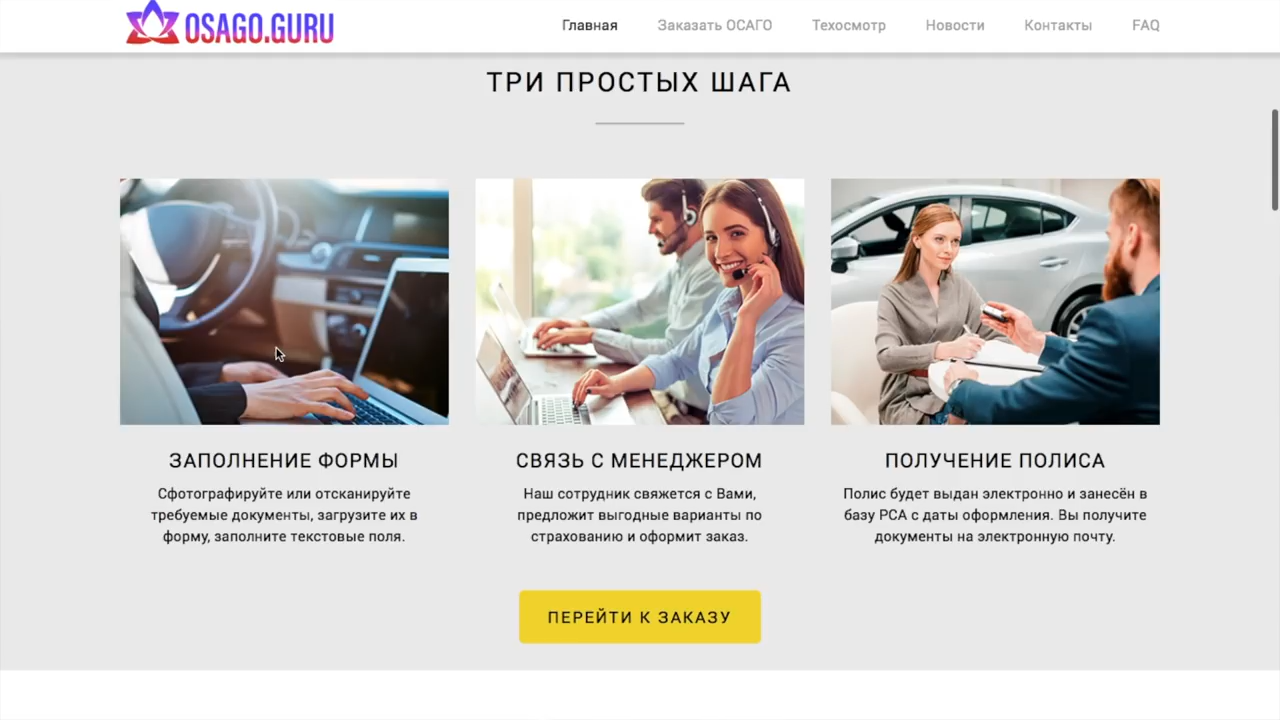 OSAGO.GURU
Главная Заказать ОСАГО Техосмотр Новости Контакты FAQ
ТРИ ПРОСТЫХ ШАГА
ЗАПОЛНЕНИЕ ФОРМЫ
Сфотографируйте или отсканируйте
требуемые документы, загрузите их в
форму, заполните текстовые поля.
СВЯЗЬ С МЕНЕДЖЕРОМ
Наш сотрудник свяжется с Вами,
предложит выгодные варианты по
страхованию и оформит заказ.
ПОЛУЧЕНИЕ ПОЛИСА
Полис будет выдан электронно и занесён в
базу РСА с даты оформления. Вы получите
документы на электронную почту.
ПЕРЕЙТИ К ЗАКАЗУ